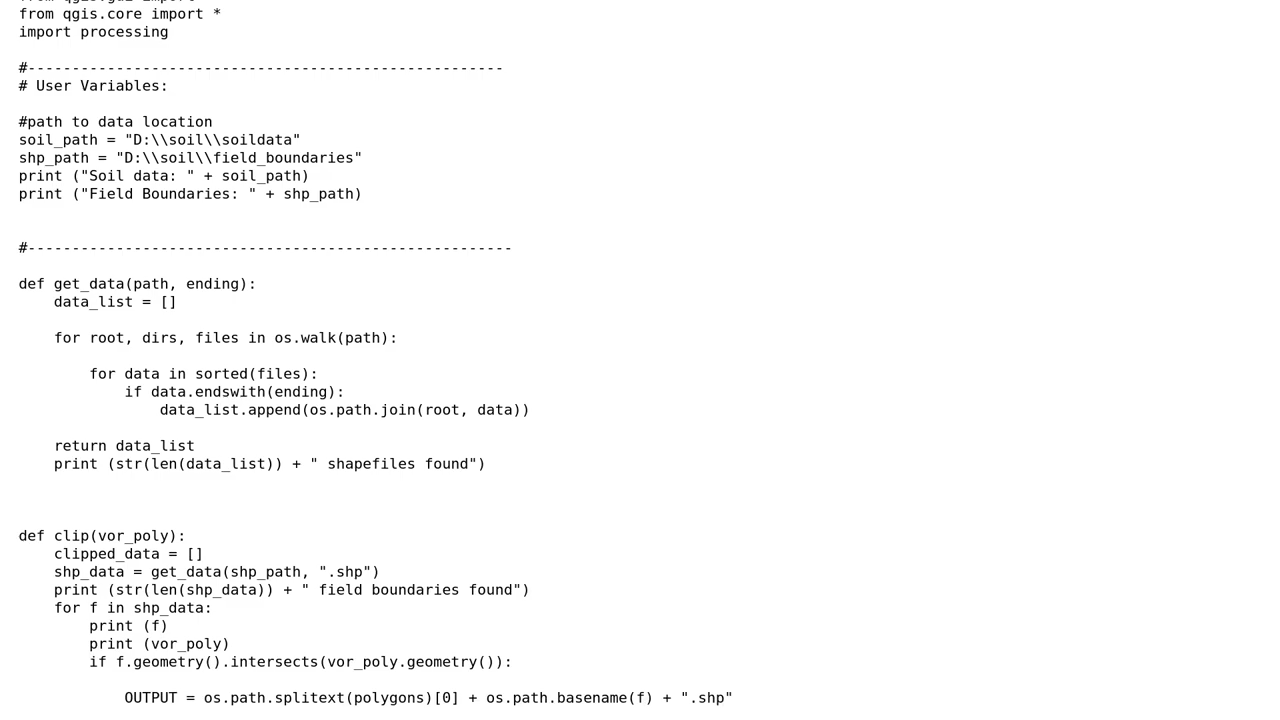 from qgis.core import *
import processing
#------------------------------------------------------
# User Variables:
#path to data location
soil_path = "D:\\soil\\soildata"
shp_path = "D:\\soil\\field_boundaries"
print ("Soil data: " + soil_path)
print ("Field Boundaries: " + shp_path)
#-------------------------------------------------------
def get_data(path, ending):
    data_list = []
    for root, dirs, files in os.walk(path):
        for data in sorted(files):
            if data.endswith(ending):
                data_list.append(os.path.join(root, data))
    return data_list
    print (str(len(data_list)) + " shapefiles found")
def clip(vor_poly):
    clipped_data = []
    shp_data = get_data(shp_path, ".shp")
    print (str(len(shp_data)) + " field boundaries found")
    for f in shp_data:
        print (f)
        print (vor_poly)
        if f.geometry().intersects(vor_poly.geometry()):
            OUTPUT = os.path.splitext(polygons)[0] + os.path.basename(f) + ".shp"